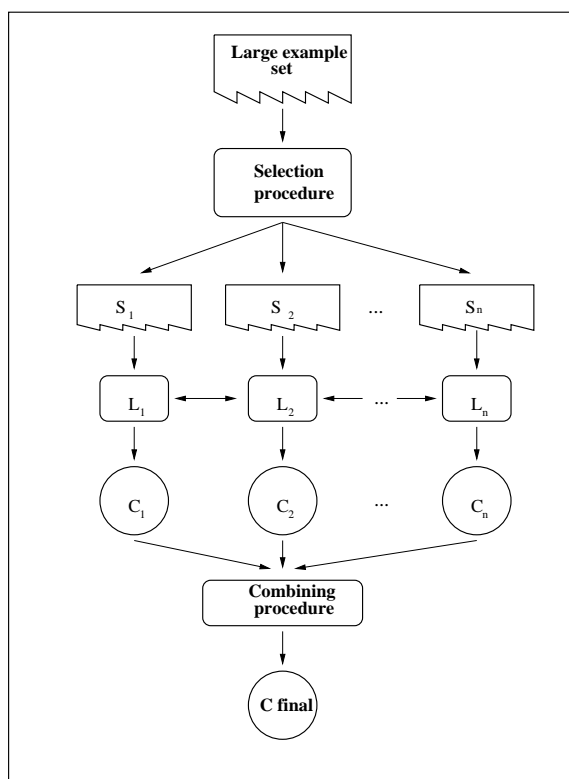 Large example
set
Selection
procedure
S₁ S₂ ... Sₙ
L₁ L₂ ... Lₙ
C₁ C₂ ... Cₙ
Combining
procedure
C final